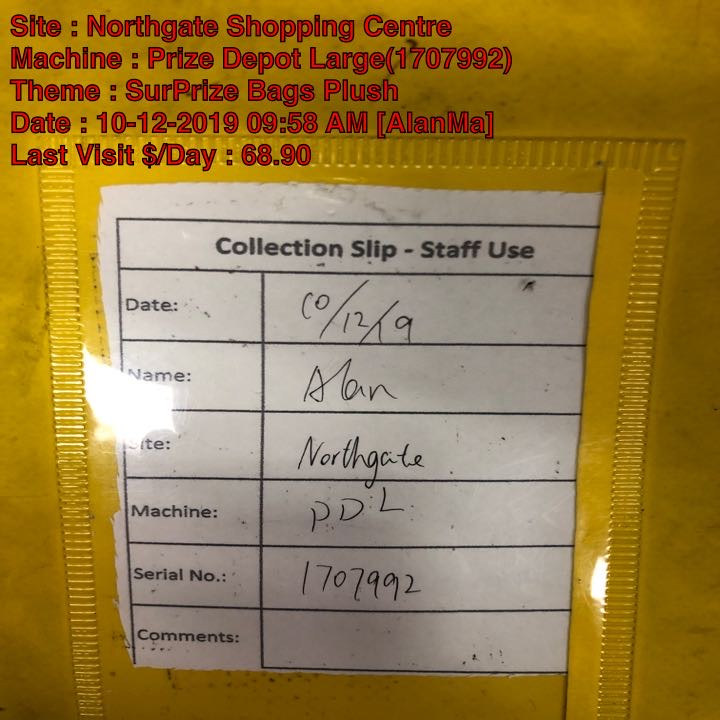 Site : Northgate Shopping Centre
Machine : Prize Depot Large(1707992)
Theme : SurPrize Bags Plush
Date : 10-12-2019 09:58 AM [AlanMa]
Last Visit $/Day : 68.90
Collection Slip - Staff Use
Date: 10/12/19
Name: Alan
Site: Northgate
Machine: PDL
Serial No.: 1707992
Comments: